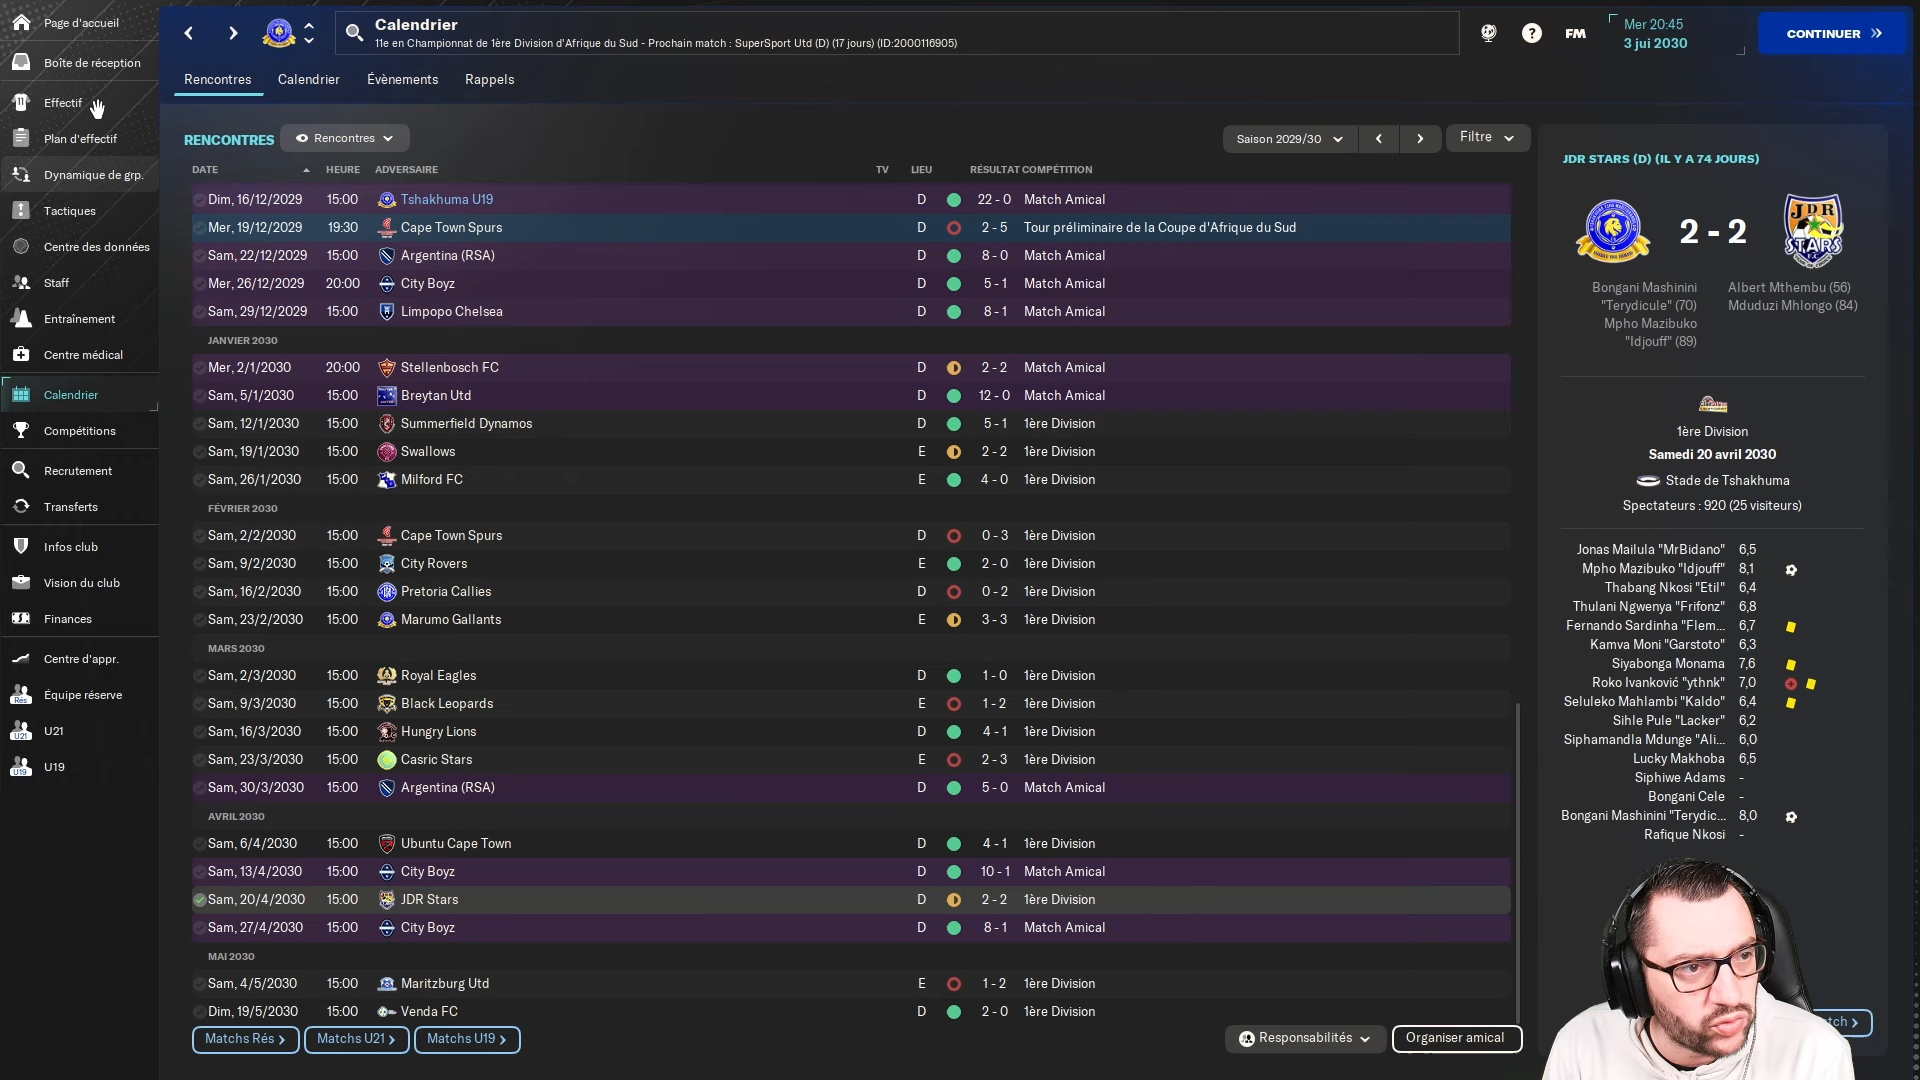 Page d'accueil
Boîte de réception
Effectif
Plan d'effectif
Dynamique de grp.
Tactiques
Centre des données
Staff
Entraînement
Centre médical
Calendrier
Compétitions
Recrutement
Transferts
Infos club
Vision du club
Finances
Centre d'appr.
Rés Équipe réserve
U21 U21
U19 U19
Calendrier
11e en Championnat de 1ère Division d'Afrique du Sud - Prochain match : SuperSport Utd (D) (17 jours) (ID:2000116905)
FM
Mer 20:45
3 jui 2030
CONTINUER
Rencontres Calendrier Évènements Rappels
RENCONTRES Rencontres Saison 2029/30 Filtre
DATE HEURE ADVERSAIRE TV LIEU RÉSULTAT COMPÉTITION
Dim, 16/12/2029 15:00 Tshakhuma U19 D 22 - 0 Match Amical
Mer, 19/12/2029 19:30 Cape Town Spurs D 2 - 5 Tour préliminaire de la Coupe d'Afrique du Sud
Sam, 22/12/2029 15:00 Argentina (RSA) D 8 - 0 Match Amical
Mer, 26/12/2029 20:00 City Boyz D 5 - 1 Match Amical
Sam, 29/12/2029 15:00 Limpopo Chelsea D 8 - 1 Match Amical
JANVIER 2030
Mer, 2/1/2030 20:00 Stellenbosch FC D 2 - 2 Match Amical
Sam, 5/1/2030 15:00 Breytan Utd D 12 - 0 Match Amical
Sam, 12/1/2030 15:00 Summerfield Dynamos D 5 - 1 1ère Division
Sam, 19/1/2030 15:00 Swallows E 2 - 2 1ère Division
Sam, 26/1/2030 15:00 Milford FC E 4 - 0 1ère Division
FÉVRIER 2030
Sam, 2/2/2030 15:00 Cape Town Spurs D 0 - 3 1ère Division
Sam, 9/2/2030 15:00 City Rovers E 2 - 0 1ère Division
Sam, 16/2/2030 15:00 Pretoria Callies D 0 - 2 1ère Division
Sam, 23/2/2030 15:00 Marumo Gallants E 3 - 3 1ère Division
MARS 2030
Sam, 2/3/2030 15:00 Royal Eagles D 1 - 0 1ère Division
Sam, 9/3/2030 15:00 Black Leopards E 1 - 2 1ère Division
Sam, 16/3/2030 15:00 Hungry Lions D 4 - 1 1ère Division
Sam, 23/3/2030 15:00 Casric Stars E 2 - 3 1ère Division
Sam, 30/3/2030 15:00 Argentina (RSA) D 5 - 0 Match Amical
AVRIL 2030
Sam, 6/4/2030 15:00 Ubuntu Cape Town D 4 - 1 1ère Division
Sam, 13/4/2030 15:00 City Boyz D 10 - 1 Match Amical
Sam, 20/4/2030 15:00 JDR Stars D 2 - 2 1ère Division
Sam, 27/4/2030 15:00 City Boyz D 8 - 1 Match Amical
MAI 2030
Sam, 4/5/2030 15:00 Maritzburg Utd E 1 - 2 1ère Division
Dim, 19/5/2030 15:00 Venda FC D 2 - 0 1ère Division
Matchs Rés Matchs U21 Matchs U19 Responsabilités Organiser amical
JDR STARS (D) (IL Y A 74 JOURS)
2 - 2
JDR
STARS
Bongani Mashinini
"Terydicule" (70)
Mpho Mazibuko
"Idjouff" (89)
Albert Mthembu (56)
Mduduzi Mhlongo (84)
1ère Division
Samedi 20 avril 2030
Stade de Tshakhuma
Spectateurs : 920 (25 visiteurs)
Jonas Mailula "MrBidano" 6,5
Mpho Mazibuko "Idjouff" 8,1
Thabang Nkosi "Etil" 6,4
Thulani Ngwenya "Frifonz" 6,8
Fernando Sardinha "Flem... 6,7
Kamva Moni "Garstoto" 6,3
Siyabonga Monama 7,6
Roko Ivanković "ythnk" 7,0
Seluleko Mahlambi "Kaldo" 6,4
Sihle Pule "Lacker" 6,2
Siphamandla Mdunge "Ali... 6,0
Lucky Makhoba 6,5
Siphiwe Adams -
Bongani Cele -
Bongani Mashinini "Terydic... 8,0
Rafique Nkosi -